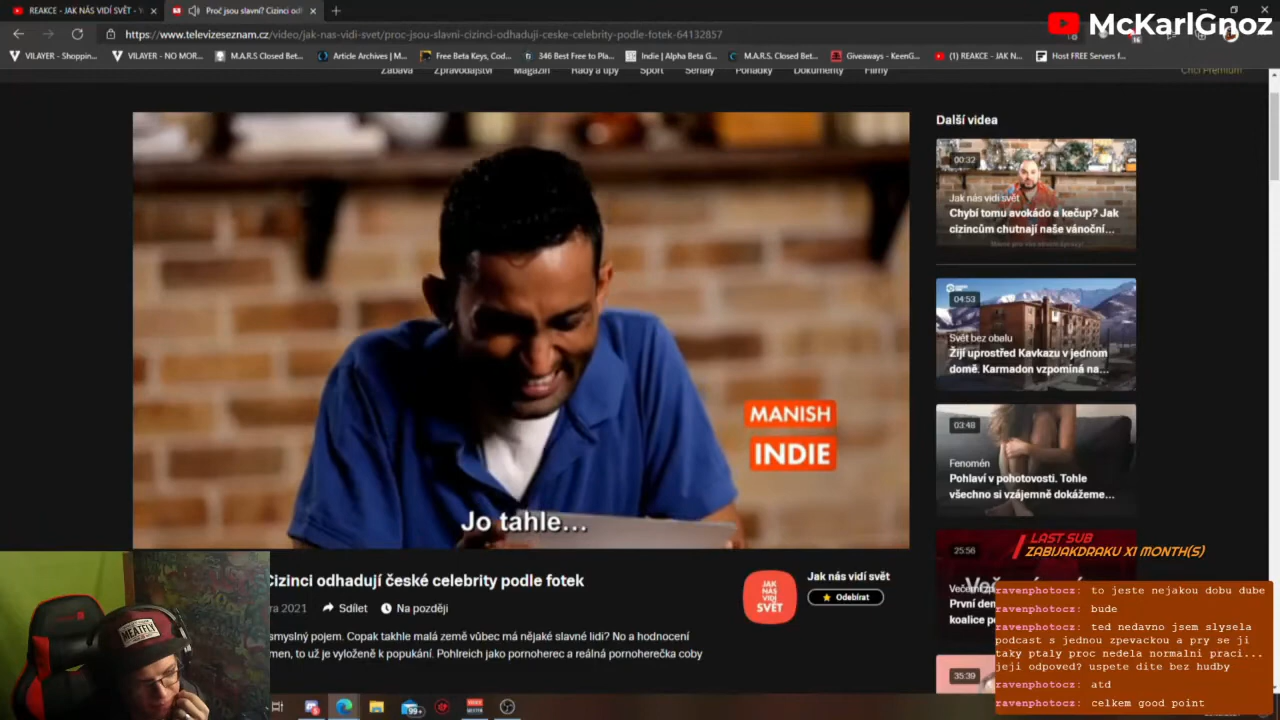 REAKCE - JAK NÁS VIDÍ SVĚT -
Proč jsou slavní? Cizinci od
McKarlGnoz
https://www.televizeseznam.cz/video/jak-nas-vidi-svet/proc-jsou-slavni-cizinci-odhaduji-ceske-celebrity-podle-fotek-64132857
VILAYER - Shoppin...
VILAYER - NO MOR...
M.A.R.S Closed Bet...
Article Archives | M...
Free Beta Keys, Cod...
346 Best Free to Pla...
Indie | Alpha Beta G...
M.A.R.S Closed Bet...
Giveaways - KeenG...
(1) REAKCE - JAK N...
Host FREE Servers f...
Zábava
Zpravodajství
Magazín
Rady a tipy
Sport
Seriály
Pohádky
Dokumenty
Filmy
Chci Premium
Další videa
00:32
Jak nás vidí svět
Chybí tomu avokádo a kečup? Jak
cizincům chutnají naše vánoční...
04:53
Svět bez obalu
Žijí uprostřed Kavkazu v jednom
domě. Karmadon vzpomíná na...
03:48
Fenomén
Pohlaví v pohotovosti. Tohle
všechno si vzájemně dokážeme...
25:56
První den
koalice po
35:39
MANISH
INDIE
Jo tahle...
Cizinci odhadují české celebrity podle fotek
ra 2021
Sdílet
Na později
JAK
NÁS
VIDÍ
SVĚT
Jak nás vidí svět
Odebírat
smyslný pojem. Copak takhle malá země vůbec má nějaké slavné lidi? No a hodnocení
men, to už je vyloženě k popukání. Pohlreich jako pornoherec a reálná pornoherečka coby
LAST SUB
ZABIJAKDRAKU X1 MONTH(S)
ravenphotocz: to jeste nejakou dobu dube
ravenphotocz: bude
ravenphotocz: ted nedavno jsem slysela
podcast s jednou zpevackou a pry se ji
taky ptaly proc nedela normalni praci...
jeji odpoved? uspete dite bez hudby
ravenphotocz: atd
ravenphotocz: celkem good point
MEATFLY
99+